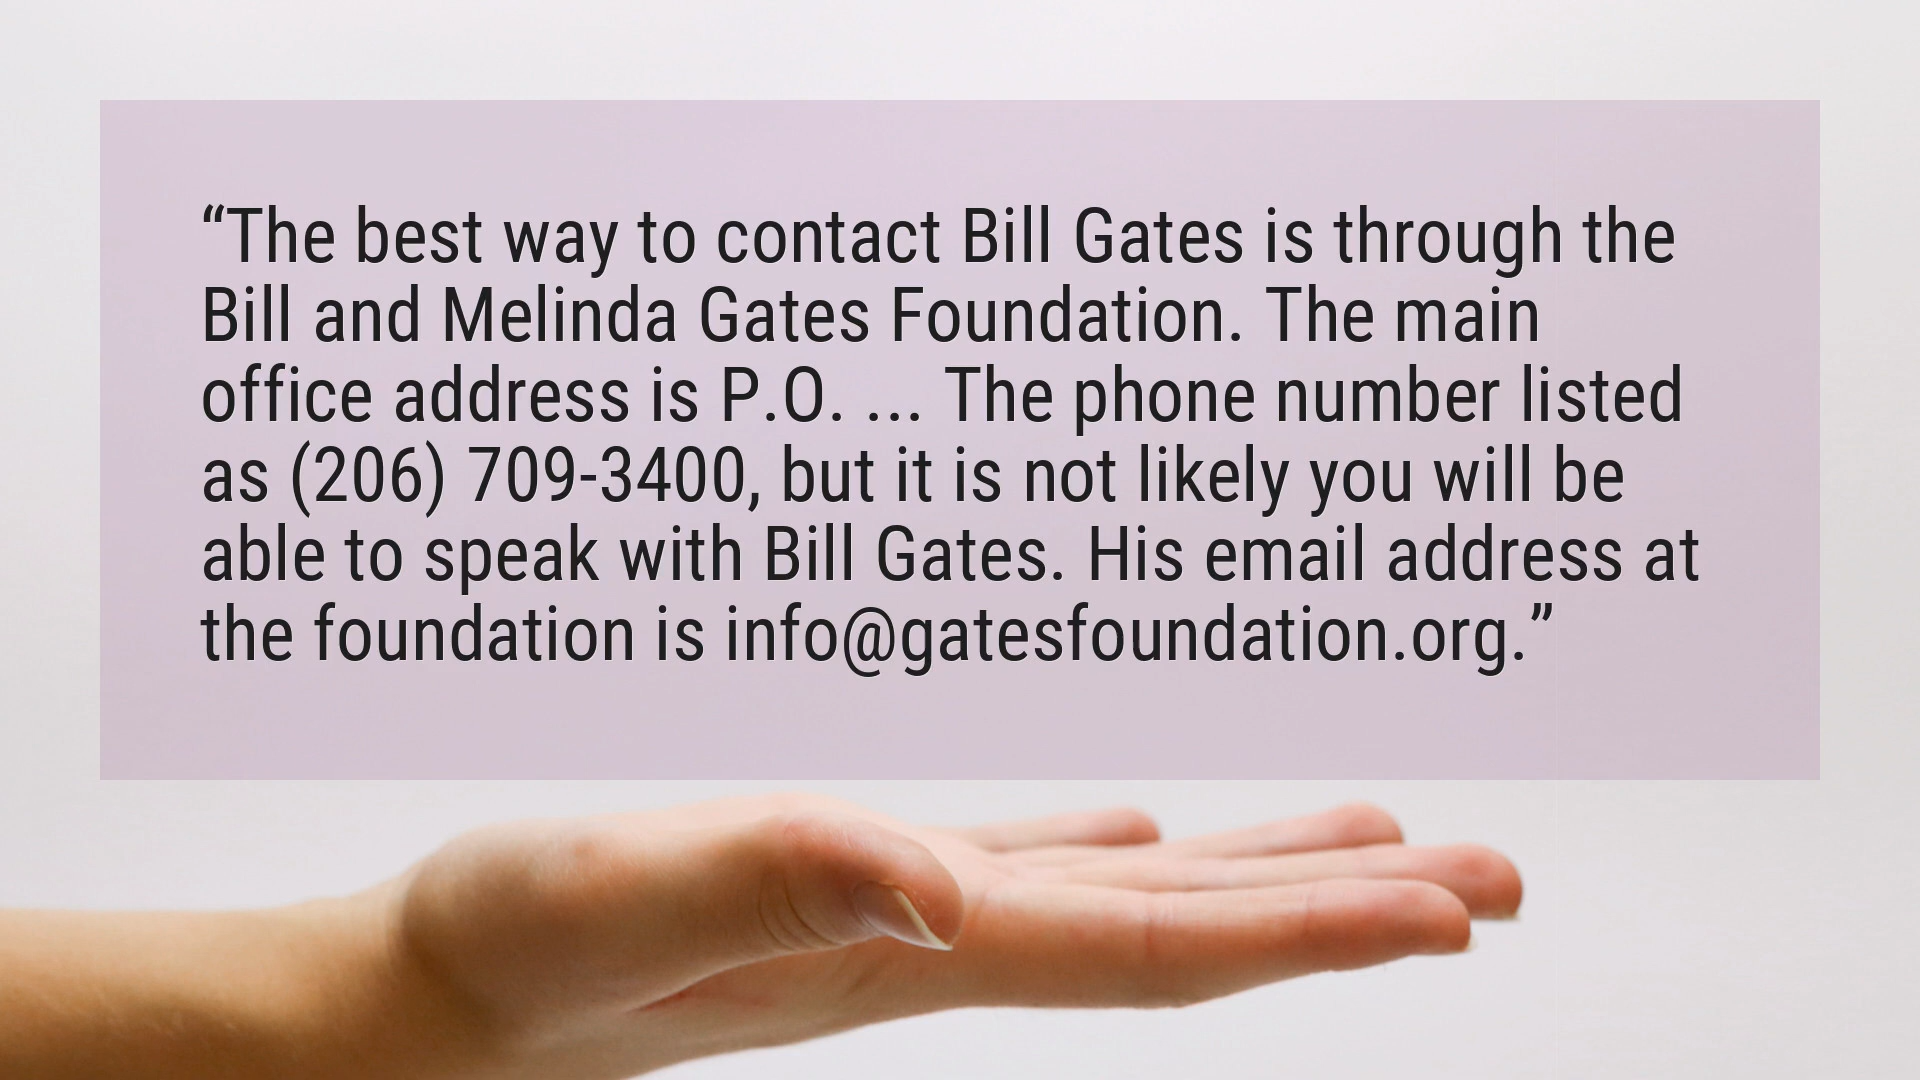 “The best way to contact Bill Gates is through the
Bill and Melinda Gates Foundation. The main
office address is P.O. ... The phone number listed
as (206) 709-3400, but it is not likely you will be
able to speak with Bill Gates. His email address at
the foundation is info@gatesfoundation.org.”